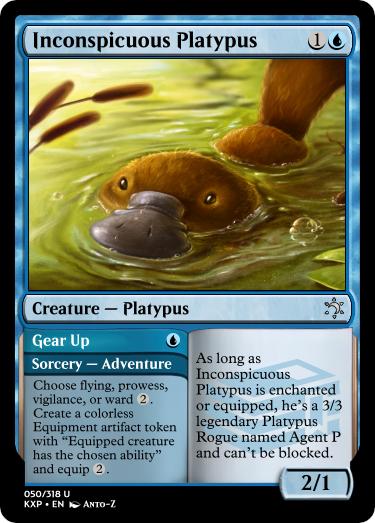 Inconspicuous Platypus 1
Creature — Platypus
Gear Up
Sorcery — Adventure
Choose flying, prowess,
vigilance, or ward 2.
Create a colorless
Equipment artifact token
with “Equipped creature
has the chosen ability”
and equip 2.
As long as
Inconspicuous
Platypus is enchanted
or equipped, he’s a 3/3
legendary Platypus
Rogue named Agent P
and can’t be blocked.
2/1
050/318 U
KXP • EN Anto-Z